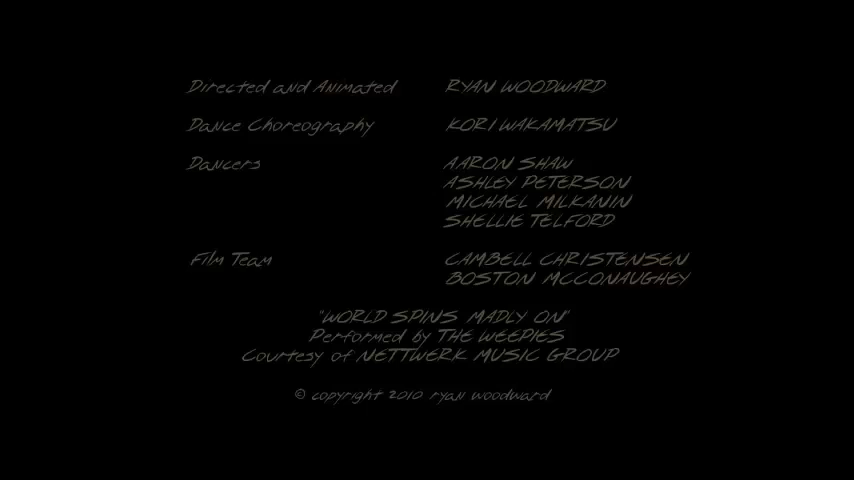 Directed and Animated RYAN WOODWARD
Dance Choreography KORI WAKAMATSU
Dancers AARON SHAW
ASHLEY PETERSON
MICHAEL MILKANIN
SHELLIE TELFORD
Film Team CAMBELL CHRISTENSEN
BOSTON MCCONAUGHEY
"WORLD SPINS MADLY ON"
Performed by THE WEEPIES
Courtesy of NETTWERK MUSIC GROUP
© copyright 2010 ryan woodward